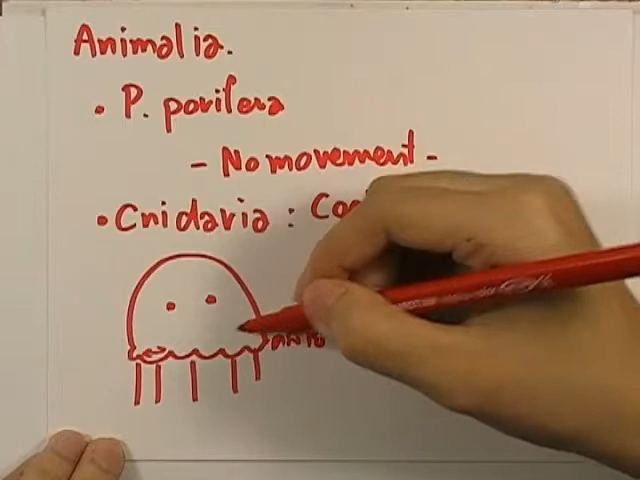 Animalia.
• P. porifera
- No movement -
• Cnidaria :